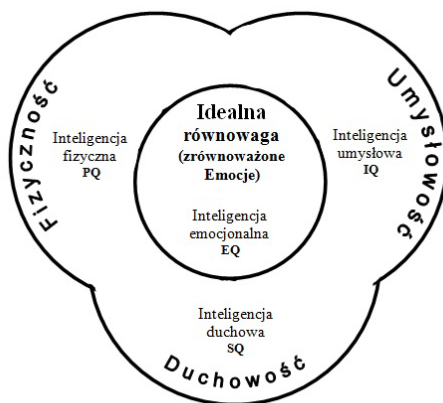 Fizyczność
Umysłowość
Idealna
równowaga
(zrównoważone
Emocje)
Inteligencja
fizyczna
PQ
Inteligencja
umysłowa
IQ
Inteligencja
emocjonalna
EQ
Inteligencja
duchowa
SQ
Duchowość